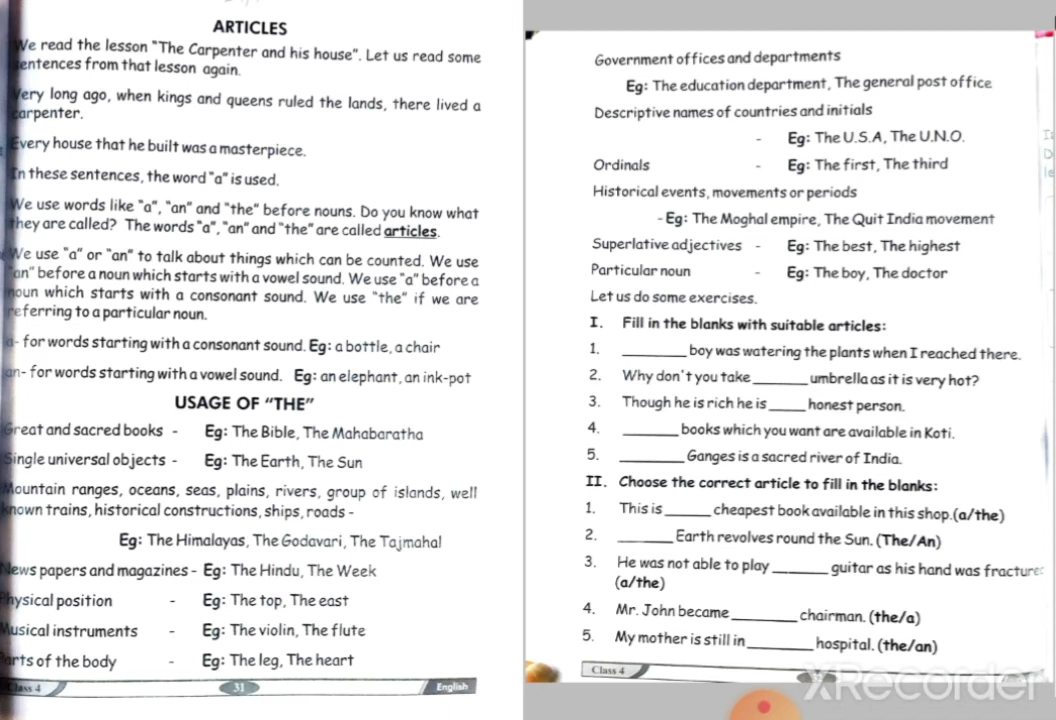 ARTICLES
We read the lesson "The Carpenter and his house". Let us read some
sentences from that lesson again.
Very long ago, when kings and queens ruled the lands, there lived a
carpenter.
Every house that he built was a masterpiece.
In these sentences, the word "a" is used.
We use words like "a", "an" and "the" before nouns. Do you know what
they are called? The words "a", "an" and "the" are called articles.
We use "a" or "an" to talk about things which can be counted. We use
"an" before a noun which starts with a vowel sound. We use "a" before a
noun which starts with a consonant sound. We use "the" if we are
referring to a particular noun.
a- for words starting with a consonant sound. Eg: a bottle, a chair
an- for words starting with a vowel sound. Eg: an elephant, an ink-pot
USAGE OF "THE"
Great and sacred books - Eg: The Bible, The Mahabaratha
Single universal objects - Eg: The Earth, The Sun
Mountain ranges, oceans, seas, plains, rivers, group of islands, well
known trains, historical constructions, ships, roads -
Eg: The Himalayas, The Godavari, The Tajmahal
News papers and magazines - Eg: The Hindu, The Week
Physical position - Eg: The top, The east
Musical instruments - Eg: The violin, The flute
Parts of the body - Eg: The leg, The heart
Class 4 31 English
Government offices and departments
Eg: The education department, The general post office
Descriptive names of countries and initials
- Eg: The U.S.A, The U.N.O.
Ordinals - Eg: The first, The third
Historical events, movements or periods
- Eg: The Moghal empire, The Quit India movement
Superlative adjectives - Eg: The best, The highest
Particular noun - Eg: The boy, The doctor
Let us do some exercises.
I. Fill in the blanks with suitable articles:
1. ________ boy was watering the plants when I reached there.
2. Why don't you take _______ umbrella as it is very hot?
3. Though he is rich he is _____ honest person.
4. _______ books which you want are available in Koti.
5. ________ Ganges is a sacred river of India.
II. Choose the correct article to fill in the blanks:
1. This is ______ cheapest book available in this shop.(a/the)
2. _______ Earth revolves round the Sun. (The/An)
3. He was not able to play _______ guitar as his hand was fractured
(a/the)
4. Mr. John became ________ chairman. (the/a)
5. My mother is still in ________ hospital. (the/an)
Class 4
XRecorder